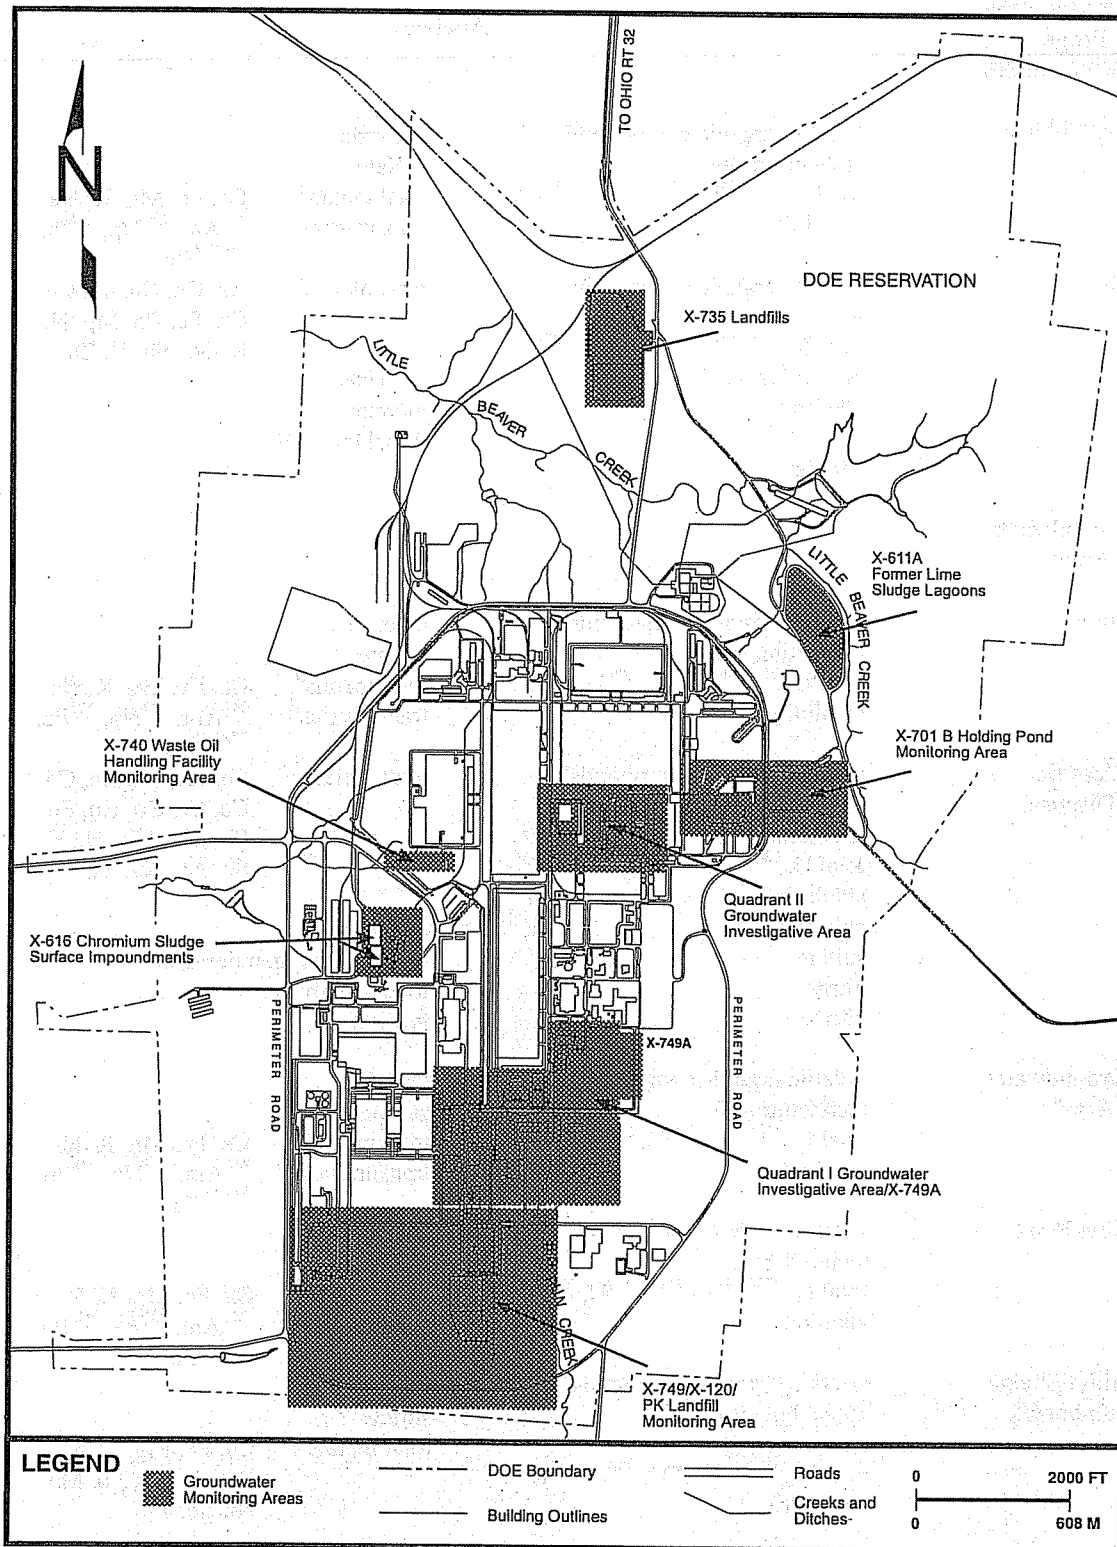 N
TO OHIO RT 32
DOE RESERVATION
X-735 Landfills
LITTLE
BEAVER
CREEK
X-611A
Former Lime
Sludge Lagoons
LITTLE BEAVER CREEK
X-740 Waste Oil
Handling Facility
Monitoring Area
X-701 B Holding Pond
Monitoring Area
Quadrant II
Groundwater
Investigative Area
X-616 Chromium Sludge
Surface Impoundments
PERIMETER ROAD
PERIMETER ROAD
X-749A
Quadrant I Groundwater
Investigative Area/X-749A
UN CREEK
X-749/X-120/
PK Landfill
Monitoring Area
LEGEND
Groundwater
Monitoring Areas
DOE Boundary
Building Outlines
Roads
Creeks and
Ditches-
0 2000 FT
0 608 M